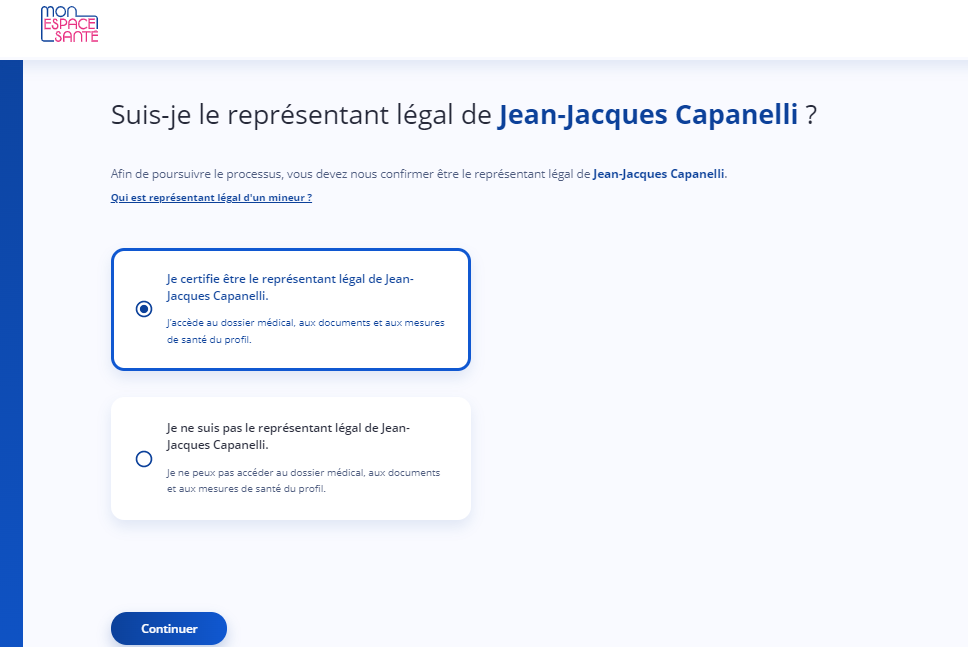 mon
ESPACE
SANTÉ
Suis-je le représentant légal de Jean-Jacques Capanelli ?
Afin de poursuivre le processus, vous devez nous confirmer être le représentant légal de Jean-Jacques Capanelli.
Qui est représentant légal d'un mineur ?
Je certifie être le représentant légal de Jean-
Jacques Capanelli.
J'accède au dossier médical, aux documents et aux mesures
de santé du profil.
Je ne suis pas le représentant légal de Jean-
Jacques Capanelli.
Je ne peux pas accéder au dossier médical, aux documents
et aux mesures de santé du profil.
Continuer